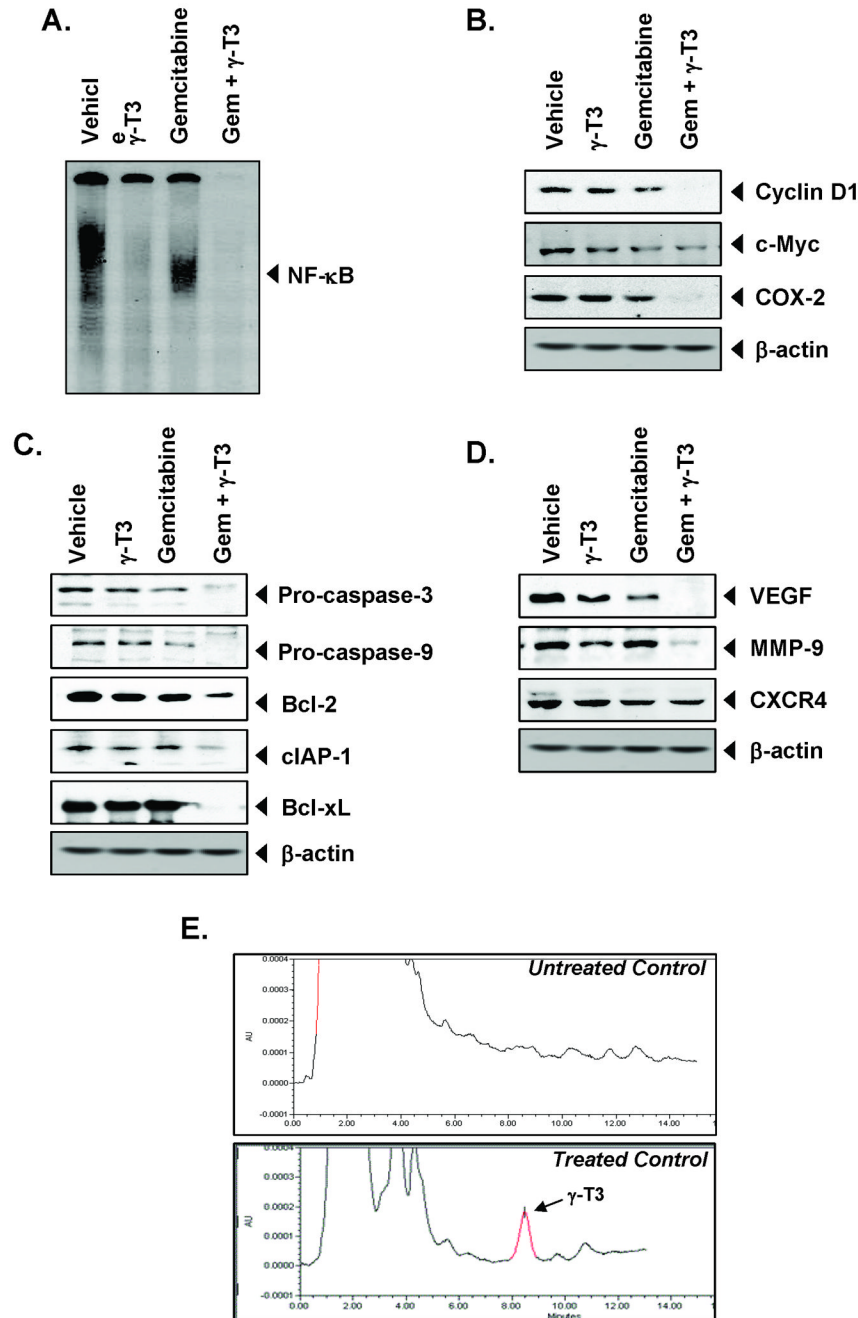 A.
Vehicl
e
γ-T3
Gemcitabine
Gem + γ-T3
NF-κB
B.
Vehicle
γ-T3
Gemcitabine
Gem + γ-T3
Cyclin D1
c-Myc
COX-2
β-actin
C.
Vehicle
γ-T3
Gemcitabine
Gem + γ-T3
Pro-caspase-3
Pro-caspase-9
Bcl-2
cIAP-1
Bcl-xL
β-actin
D.
Vehicle
γ-T3
Gemcitabine
Gem + γ-T3
VEGF
MMP-9
CXCR4
β-actin
E.
Untreated Control
0.0004
0.0003
0.0002
0.0001
0.0000
-0.0001
AU
0.00 2.00 4.00 6.00 8.00 10.00 12.00 14.00
Treated Control
γ-T3
0.0004
0.0003
0.0002
0.0001
0.0000
-0.0001
AU
0.00 2.00 4.00 6.00 8.00 10.00 12.00 14.00
Minutes